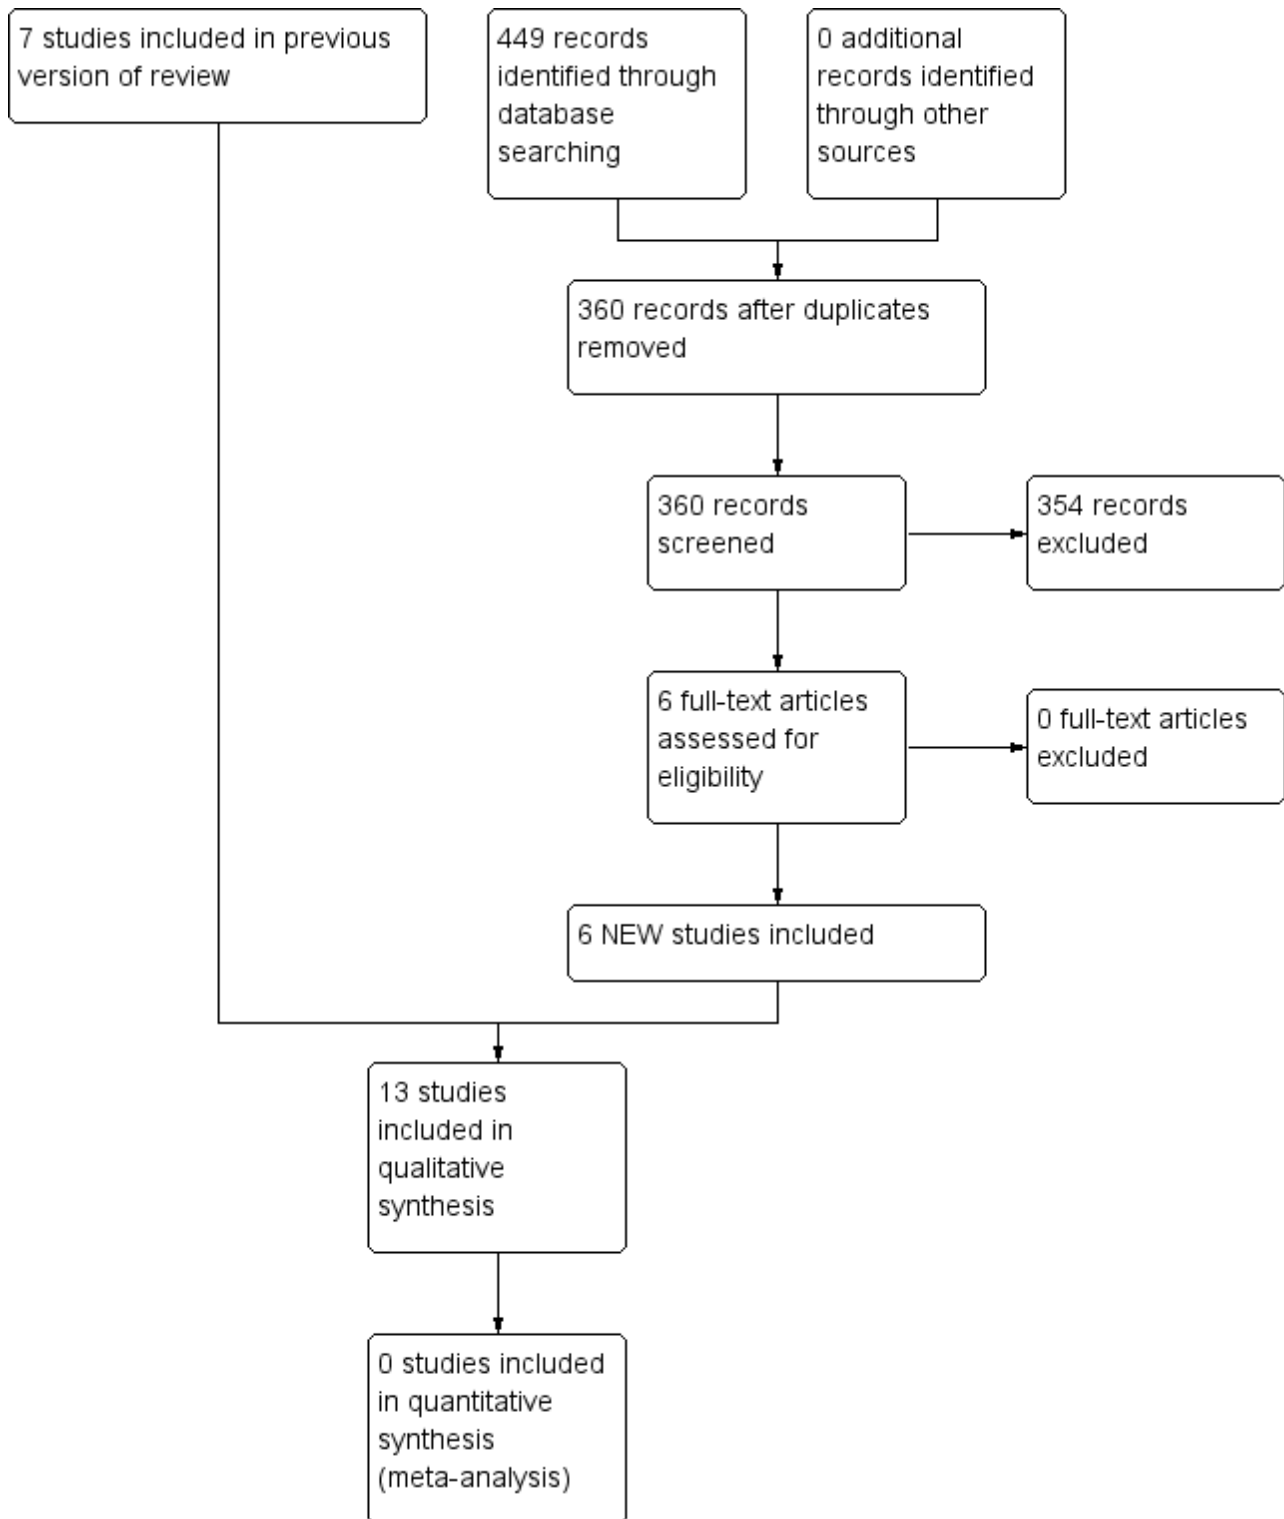 7 studies included in previous
version of review
449 records
identified through
database
searching
0 additional
records identified
through other
sources
360 records after duplicates
removed
360 records
screened
354 records
excluded
6 full-text articles
assessed for
eligibility
0 full-text articles
excluded
6 NEW studies included
13 studies
included in
qualitative
synthesis
0 studies included
in quantitative
synthesis
(meta-analysis)